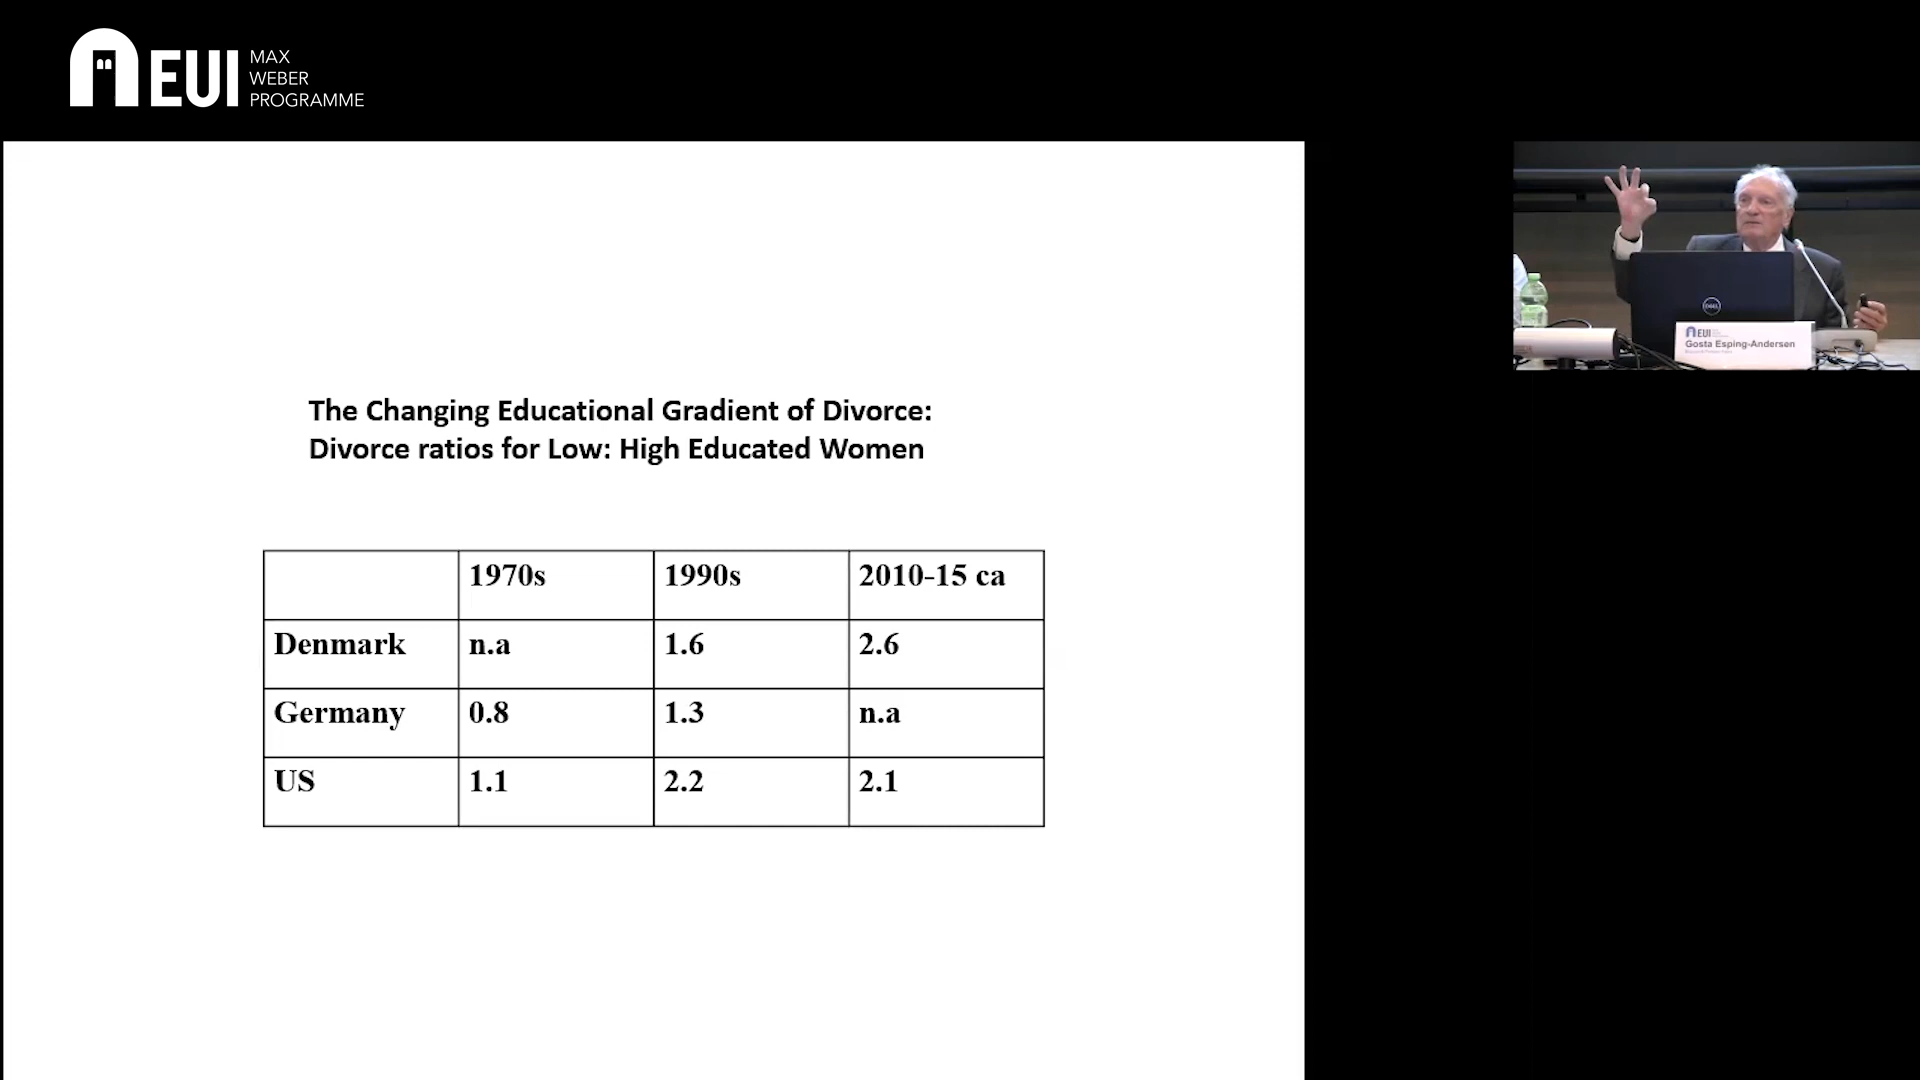 EUI
MAX
WEBER
PROGRAMME
The Changing Educational Gradient of Divorce:
Divorce ratios for Low: High Educated Women
1970s 1990s 2010-15 ca
Denmark n.a 1.6 2.6
Germany 0.8 1.3 n.a
US 1.1 2.2 2.1
DELL
EUI
Gosta Esping-Andersen